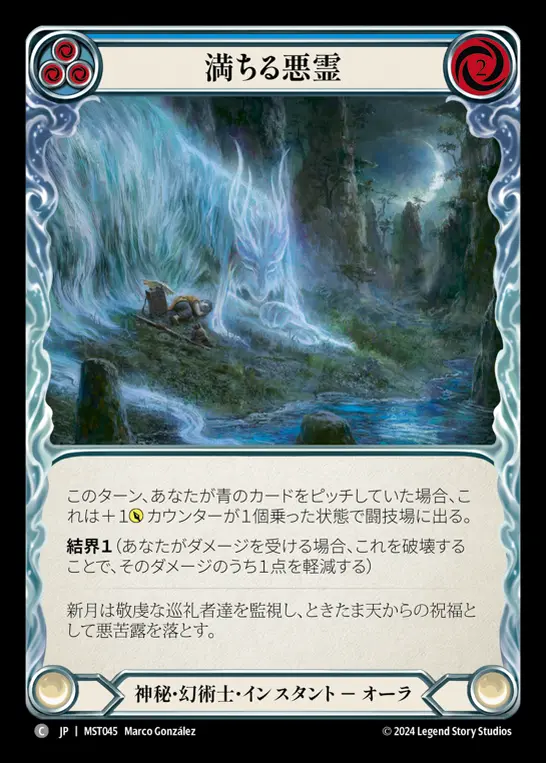 満ちる悪霊
2
このターン、あなたが青のカードをピッチしていた場合、こ
れは＋1カウンターが1個乗った状態で闘技場に出る。
結界1（あなたがダメージを受ける場合、これを破壊する
ことで、そのダメージのうち1点を軽減する）
新月は敬虔な巡礼者達を監視し、ときたま天からの祝福と
して悪苦露を落とす。
神秘・幻術士・インスタント － オーラ
C JP | MST045 Marco González
© 2024 Legend Story Studios